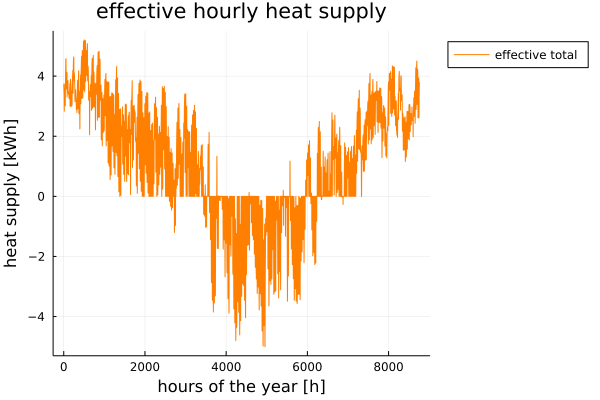 effective hourly heat supply
effective total
heat supply [kWh]
4
2
0
−2
−4
0 2000 4000 6000 8000
hours of the year [h]